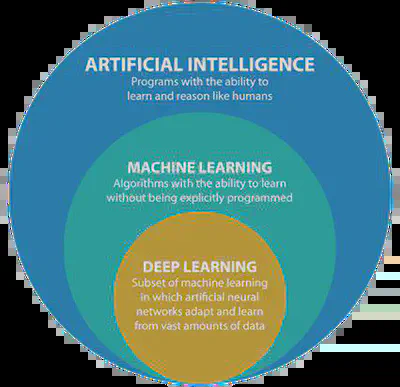 ARTIFICIAL INTELLIGENCE
Programs with the ability to
learn and reason like humans
MACHINE LEARNING
Algorithms with the ability to learn
without being explicitly programmed
DEEP LEARNING
Subset of machine learning
in which artificial neural
networks adapt and learn
from vast amounts of data